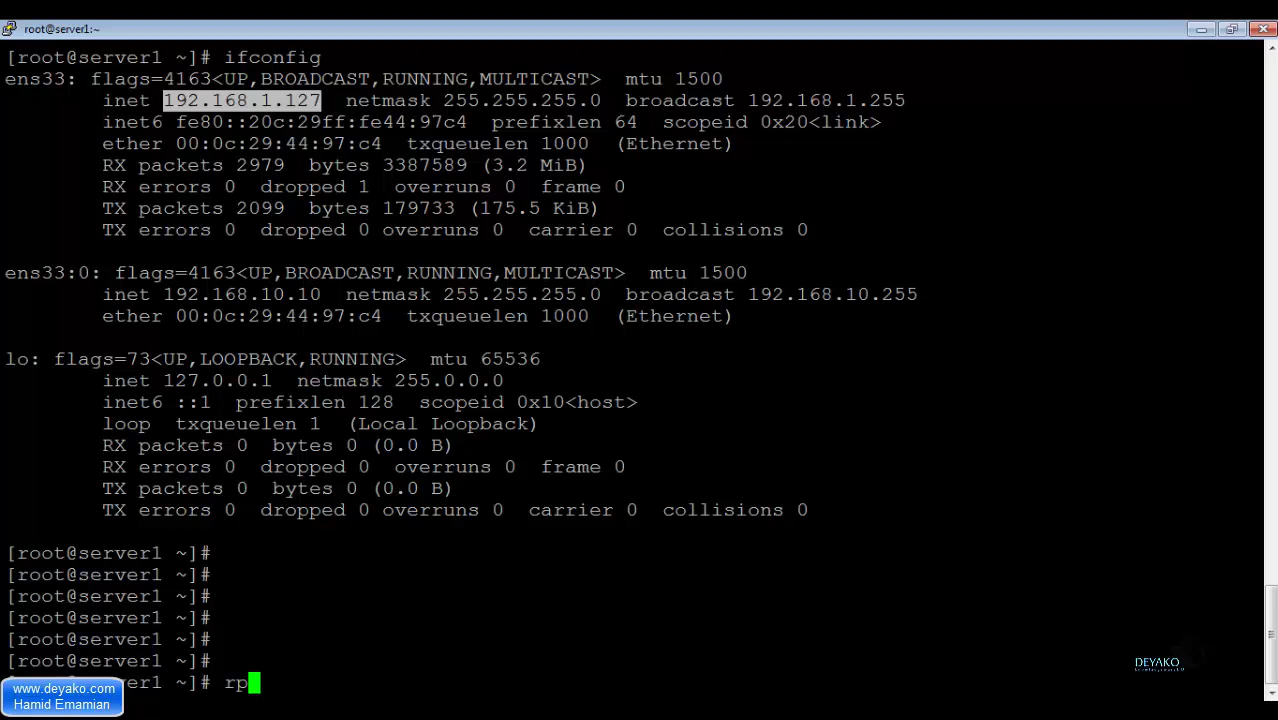 root@server1:~
[root@server1 ~]# ifconfig
ens33: flags=4163<UP,BROADCAST,RUNNING,MULTICAST>  mtu 1500
        inet 192.168.1.127  netmask 255.255.255.0  broadcast 192.168.1.255
        inet6 fe80::20c:29ff:fe44:97c4  prefixlen 64  scopeid 0x20<link>
        ether 00:0c:29:44:97:c4  txqueuelen 1000  (Ethernet)
        RX packets 2979  bytes 3387589 (3.2 MiB)
        RX errors 0  dropped 1  overruns 0  frame 0
        TX packets 2099  bytes 179733 (175.5 KiB)
        TX errors 0  dropped 0 overruns 0  carrier 0  collisions 0
ens33:0: flags=4163<UP,BROADCAST,RUNNING,MULTICAST>  mtu 1500
        inet 192.168.10.10  netmask 255.255.255.0  broadcast 192.168.10.255
        ether 00:0c:29:44:97:c4  txqueuelen 1000  (Ethernet)
lo: flags=73<UP,LOOPBACK,RUNNING>  mtu 65536
        inet 127.0.0.1  netmask 255.0.0.0
        inet6 ::1  prefixlen 128  scopeid 0x10<host>
        loop  txqueuelen 1  (Local Loopback)
        RX packets 0  bytes 0 (0.0 B)
        RX errors 0  dropped 0  overruns 0  frame 0
        TX packets 0  bytes 0 (0.0 B)
        TX errors 0  dropped 0 overruns 0  carrier 0  collisions 0
[root@server1 ~]#
[root@server1 ~]#
[root@server1 ~]#
[root@server1 ~]#
[root@server1 ~]#
[root@server1 ~]#
erver1 ~]# rp
DEYAKO
www.deyako.com
Hamid Emamian